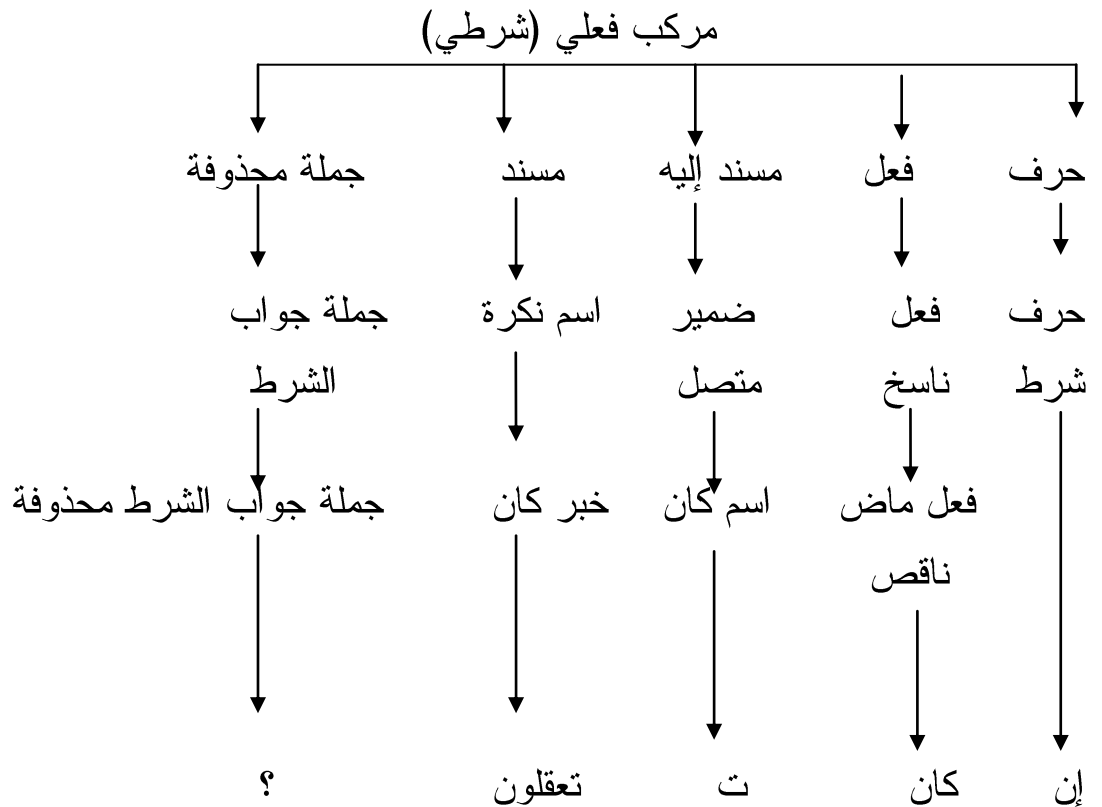 مركب فعلي (شرطي)
حرف فعل مسند إليه مسند جملة محذوفة
حرف فعل ضمير اسم نكرة جملة جواب
شرط ناسخ متصل الشرط
فعل ماض اسم كان خبر كان جملة جواب الشرط محذوفة
ناقص
إن كان ت تعقلون ؟